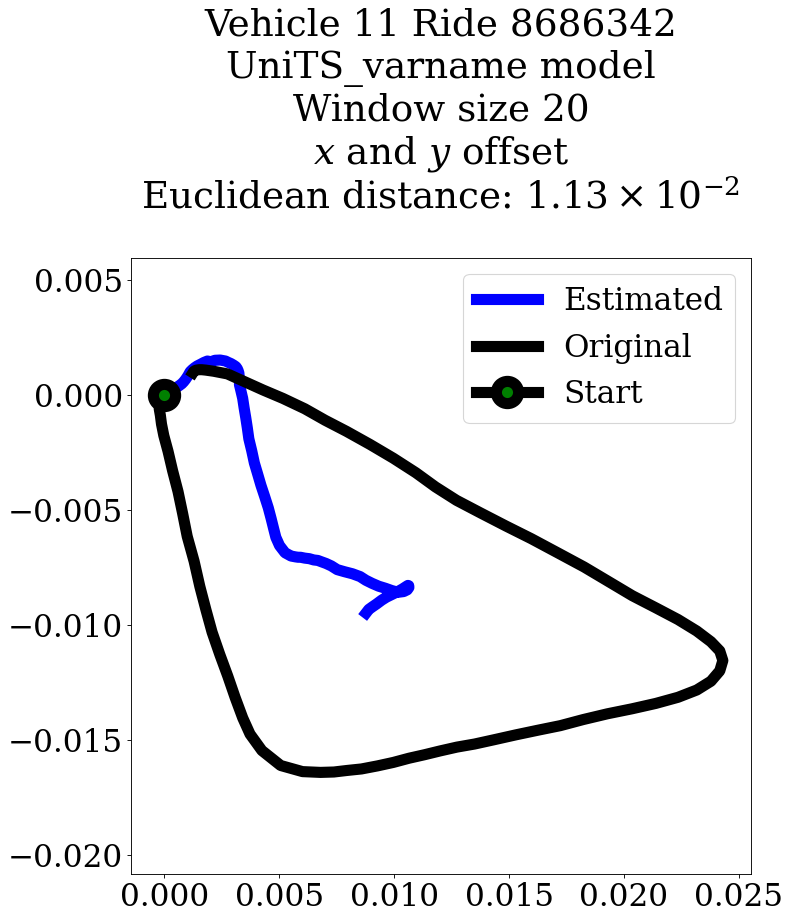 Vehicle 11 Ride 8686342
UniTS_varname model
Window size 20
x and y offset
Euclidean distance: 1.13 × 10⁻²
Estimated
Original
Start
0.005
0.000
−0.005
−0.010
−0.015
−0.020
0.000 0.005 0.010 0.015 0.020 0.025